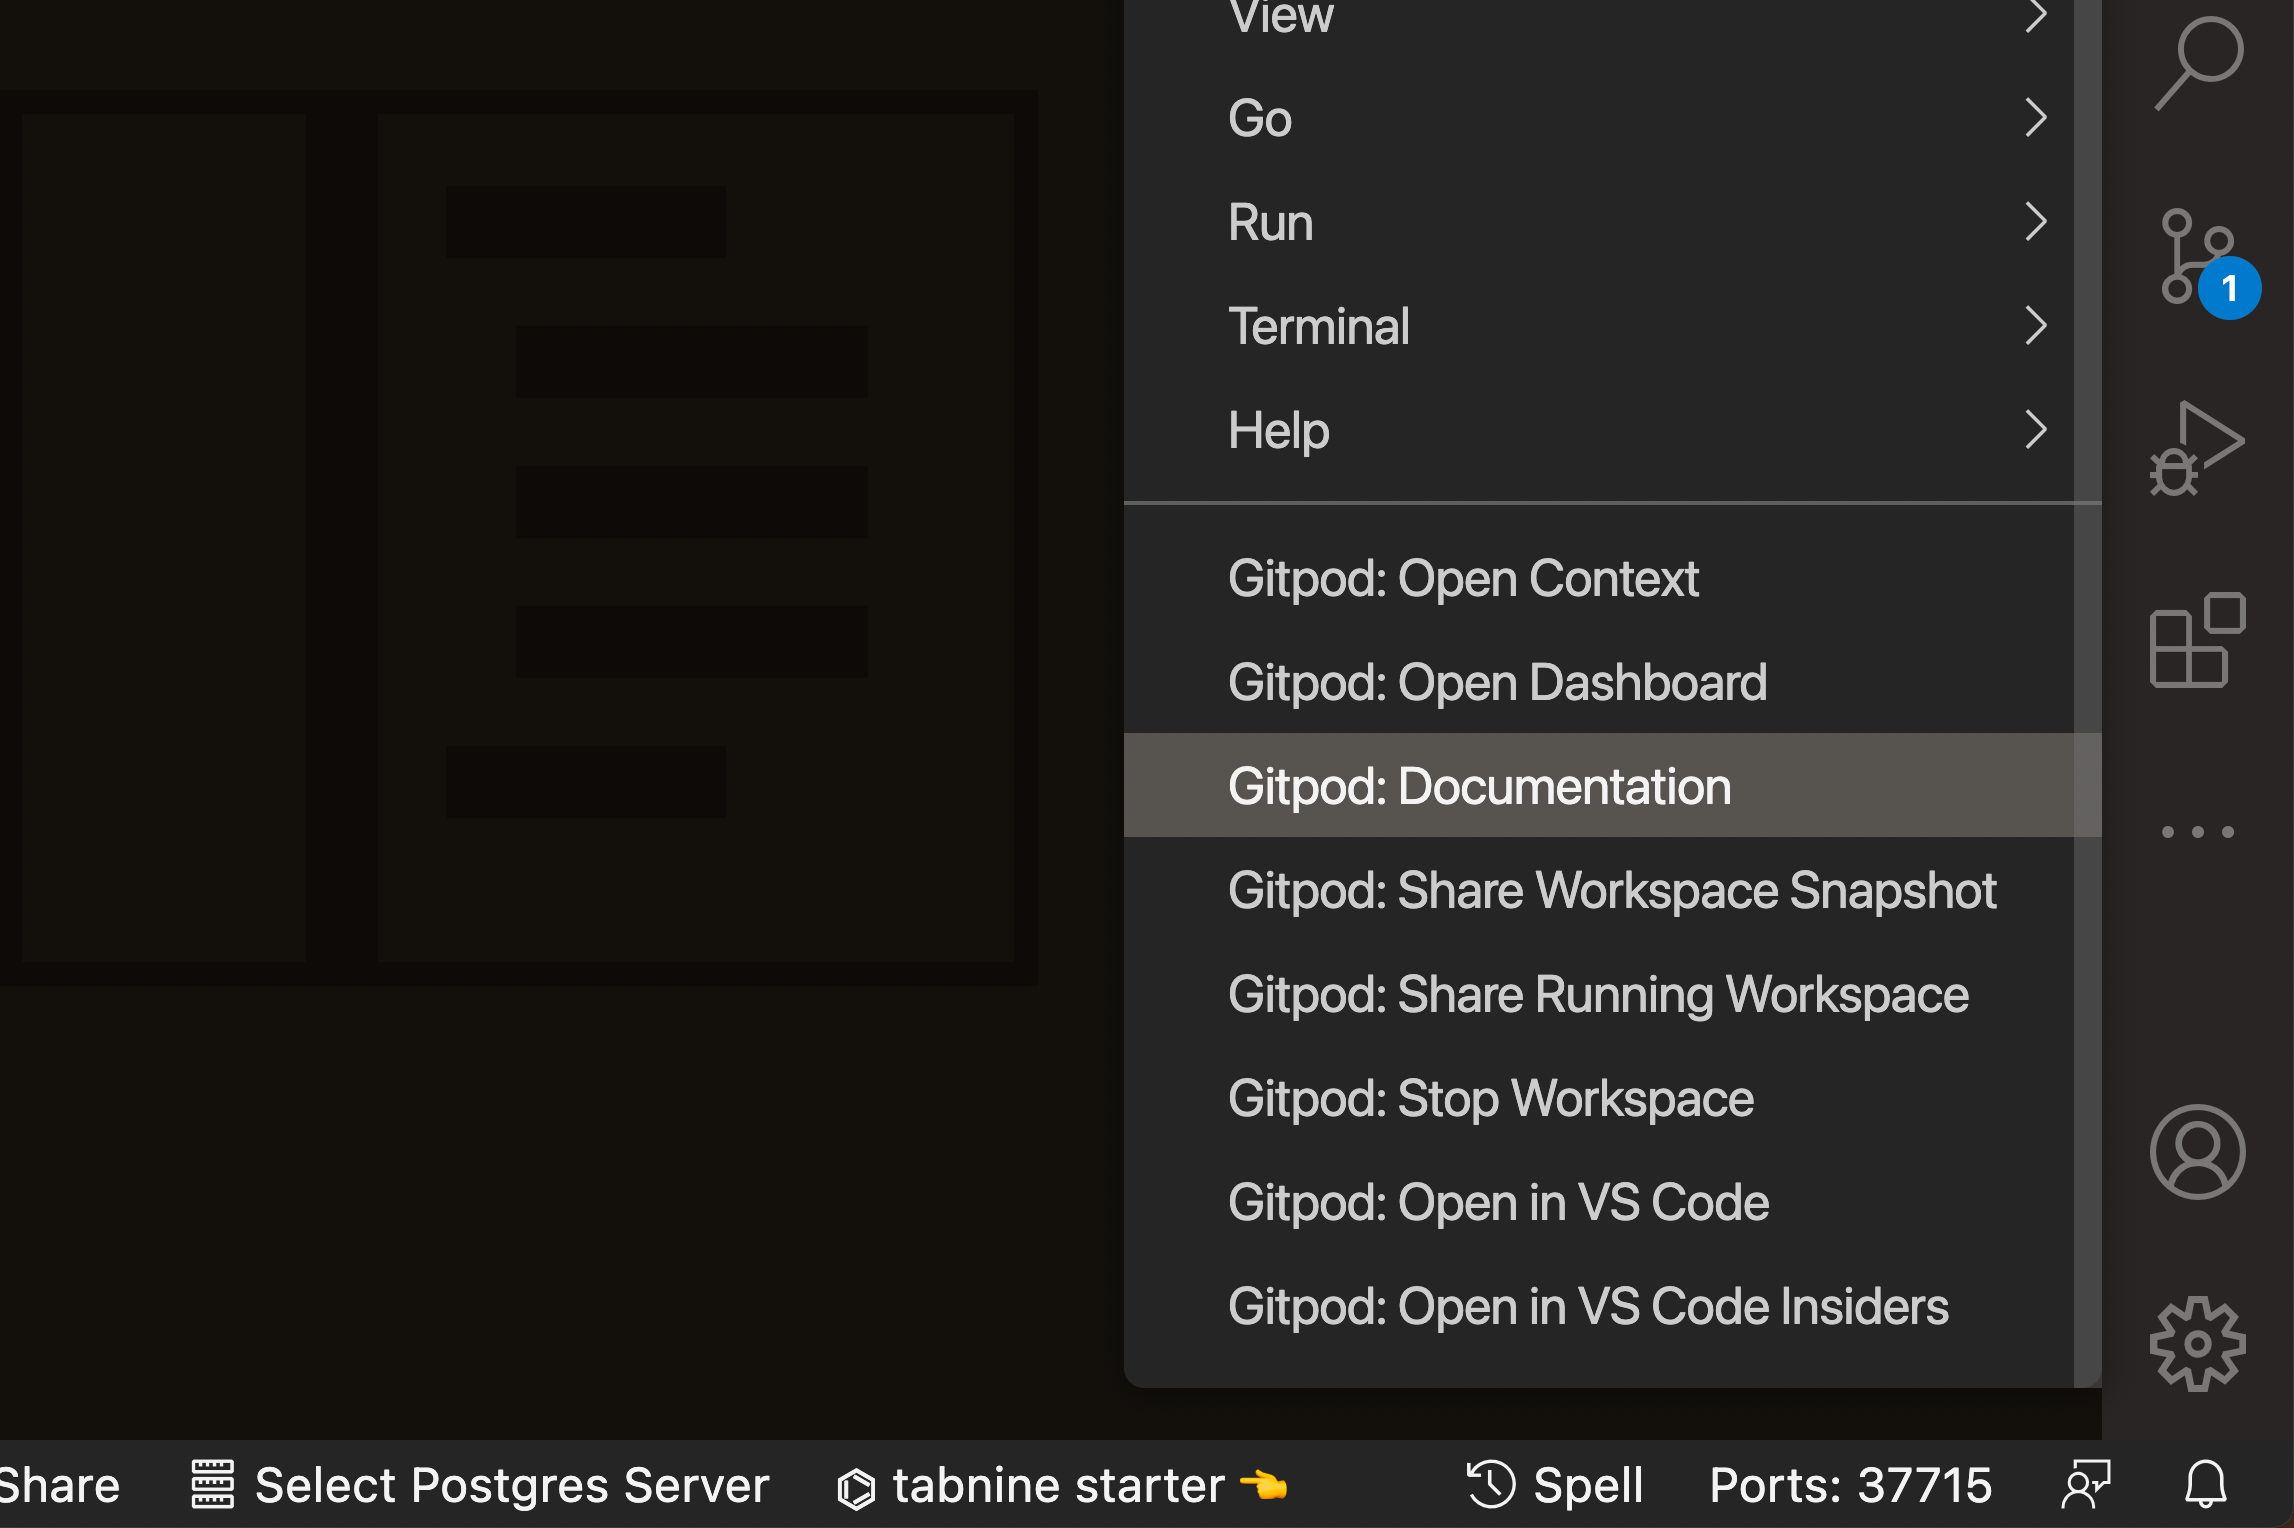 View
Go
Run
Terminal
Help
Gitpod: Open Context
Gitpod: Open Dashboard
Gitpod: Documentation
Gitpod: Share Workspace Snapshot
Gitpod: Share Running Workspace
Gitpod: Stop Workspace
Gitpod: Open in VS Code
Gitpod: Open in VS Code Insiders
1
Share Select Postgres Server tabnine starter 👈 Spell Ports: 37715